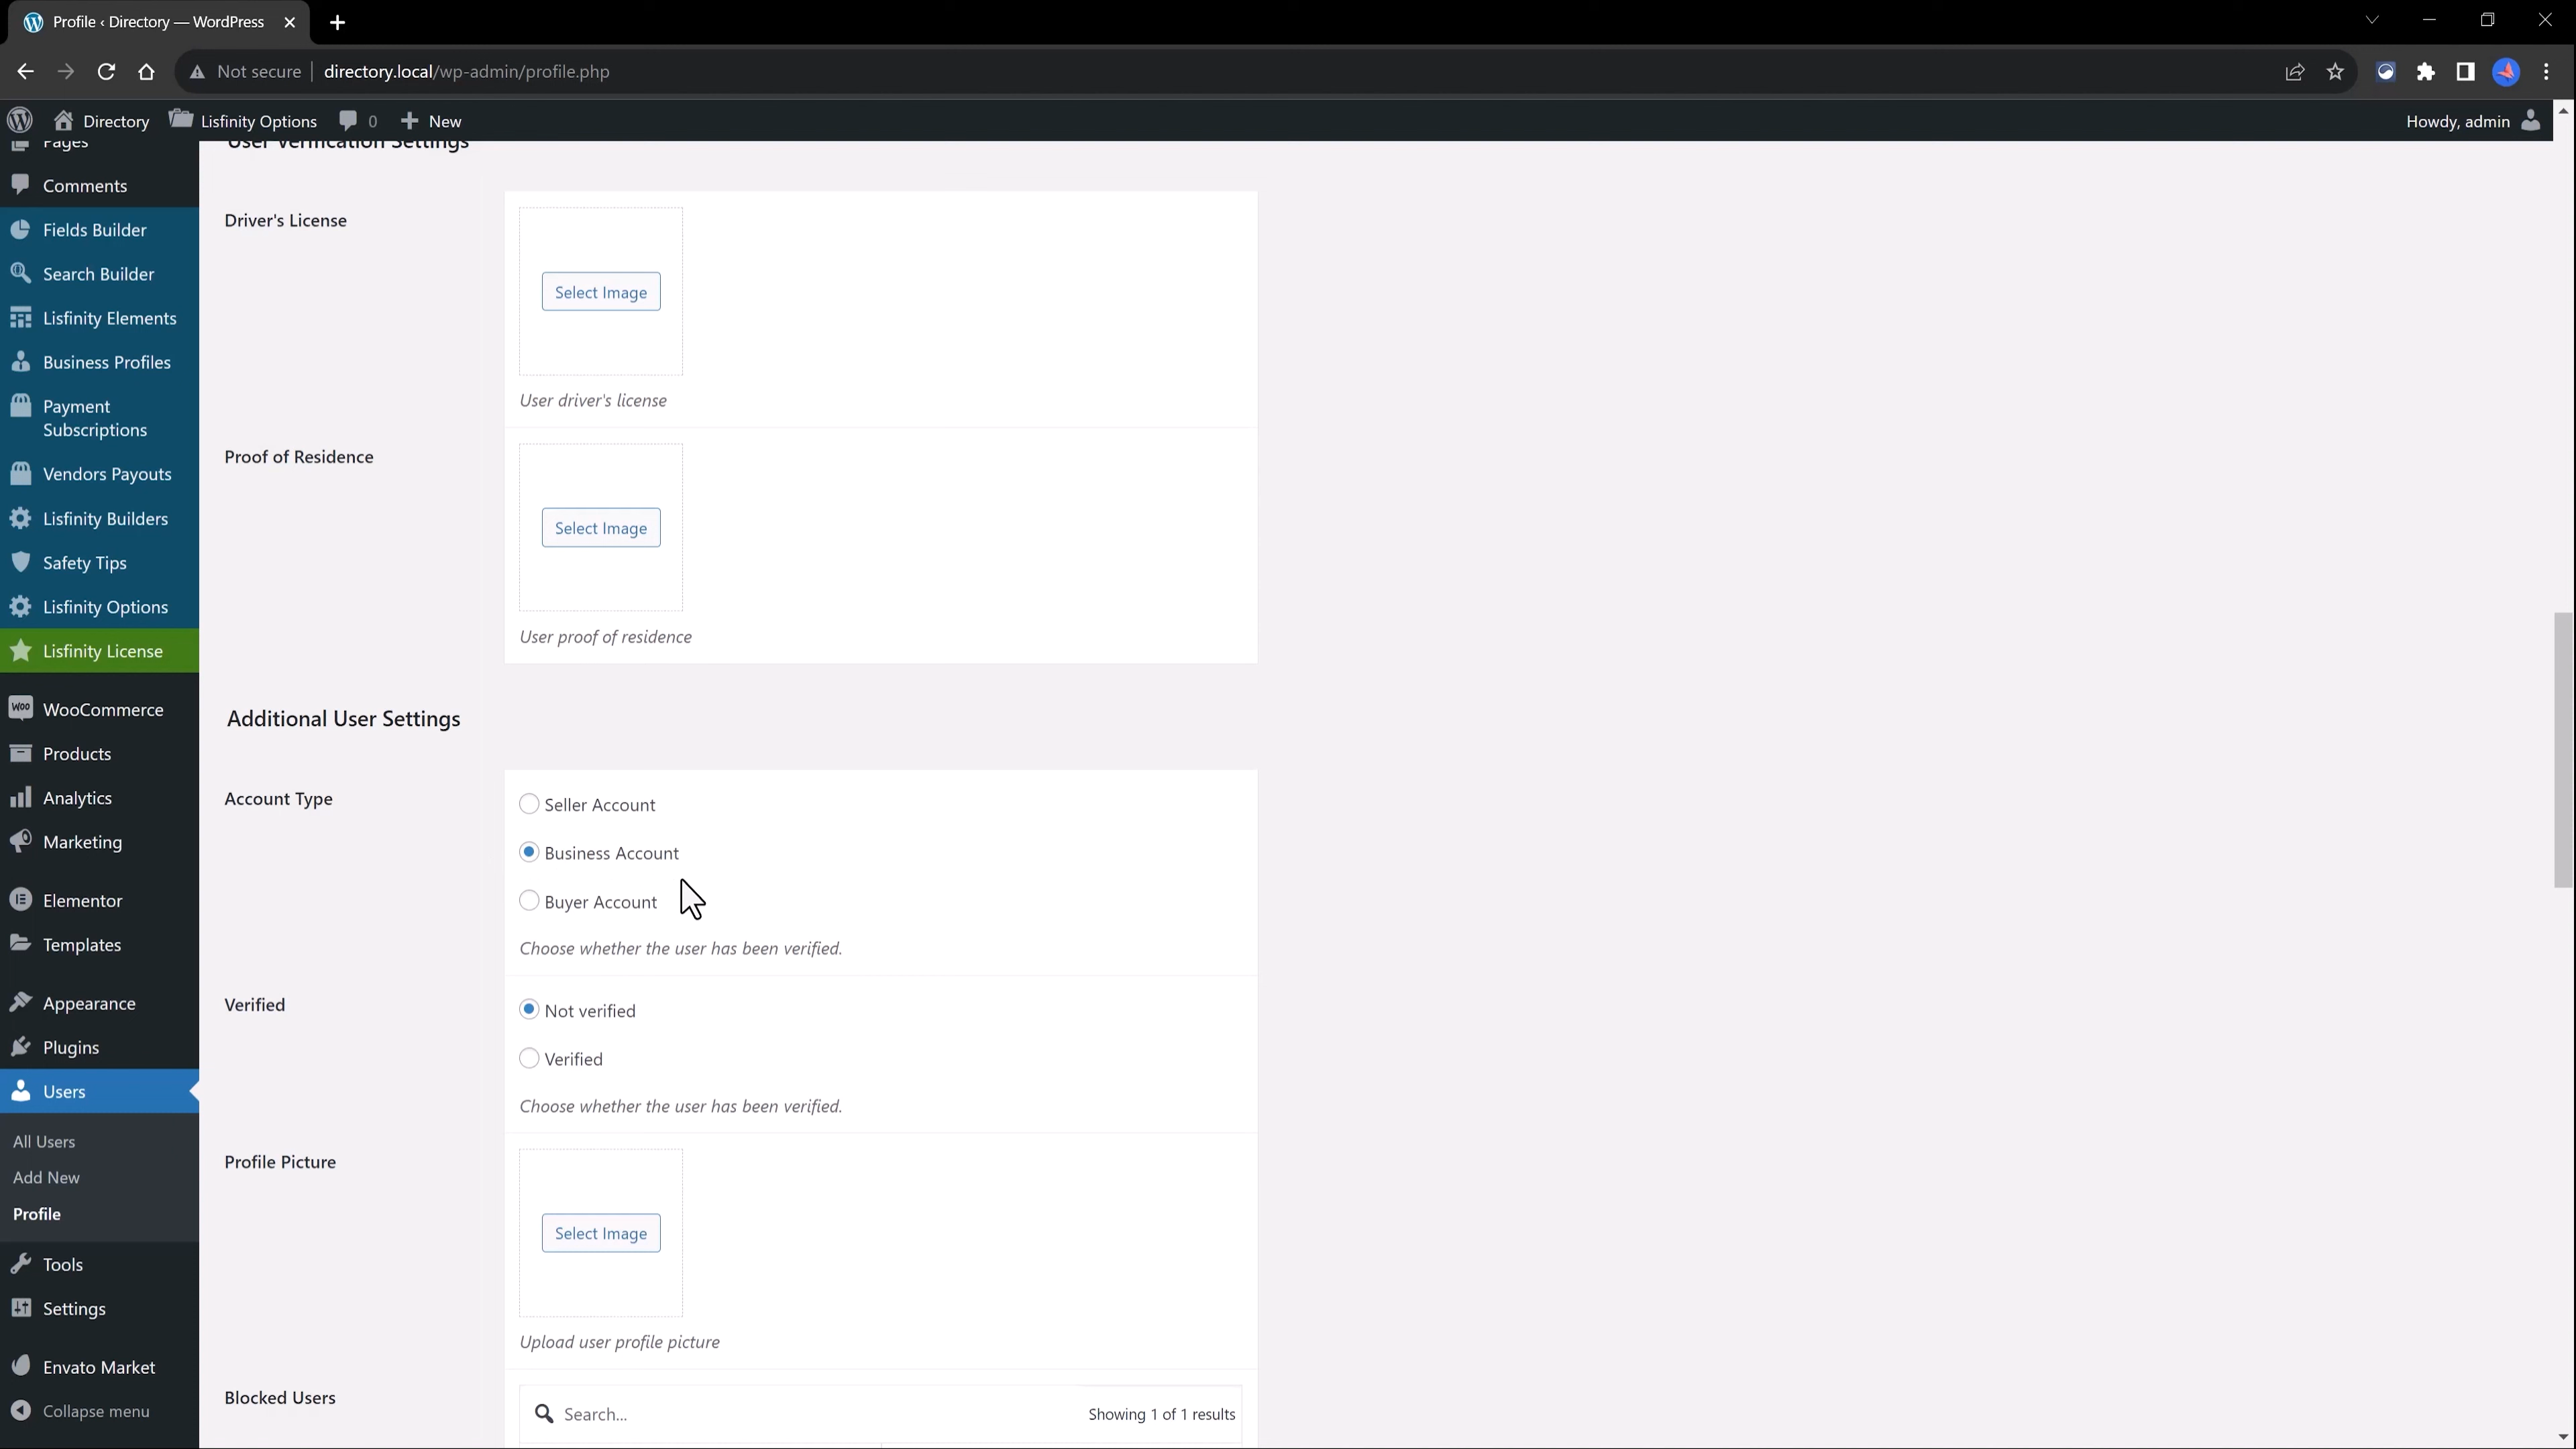 Profile ‹ Directory — WordPress
Not secure
directory.local/wp-admin/profile.php
Directory
Lisfinity Options
0
New
Howdy, admin
Pages
Comments
Fields Builder
Search Builder
Lisfinity Elements
Business Profiles
Payment
Subscriptions
Vendors Payouts
Lisfinity Builders
Safety Tips
Lisfinity Options
Lisfinity License
WooCommerce
Products
Analytics
Marketing
Elementor
Templates
Appearance
Plugins
Users
All Users
Add New
Profile
Tools
Settings
Envato Market
Collapse menu
User Verification Settings
Driver's License
Select Image
User driver's license
Proof of Residence
Select Image
User proof of residence
Additional User Settings
Account Type
Seller Account
Business Account
Buyer Account
Choose whether the user has been verified.
Verified
Not verified
Verified
Choose whether the user has been verified.
Profile Picture
Select Image
Upload user profile picture
Blocked Users
Search...
Showing 1 of 1 results